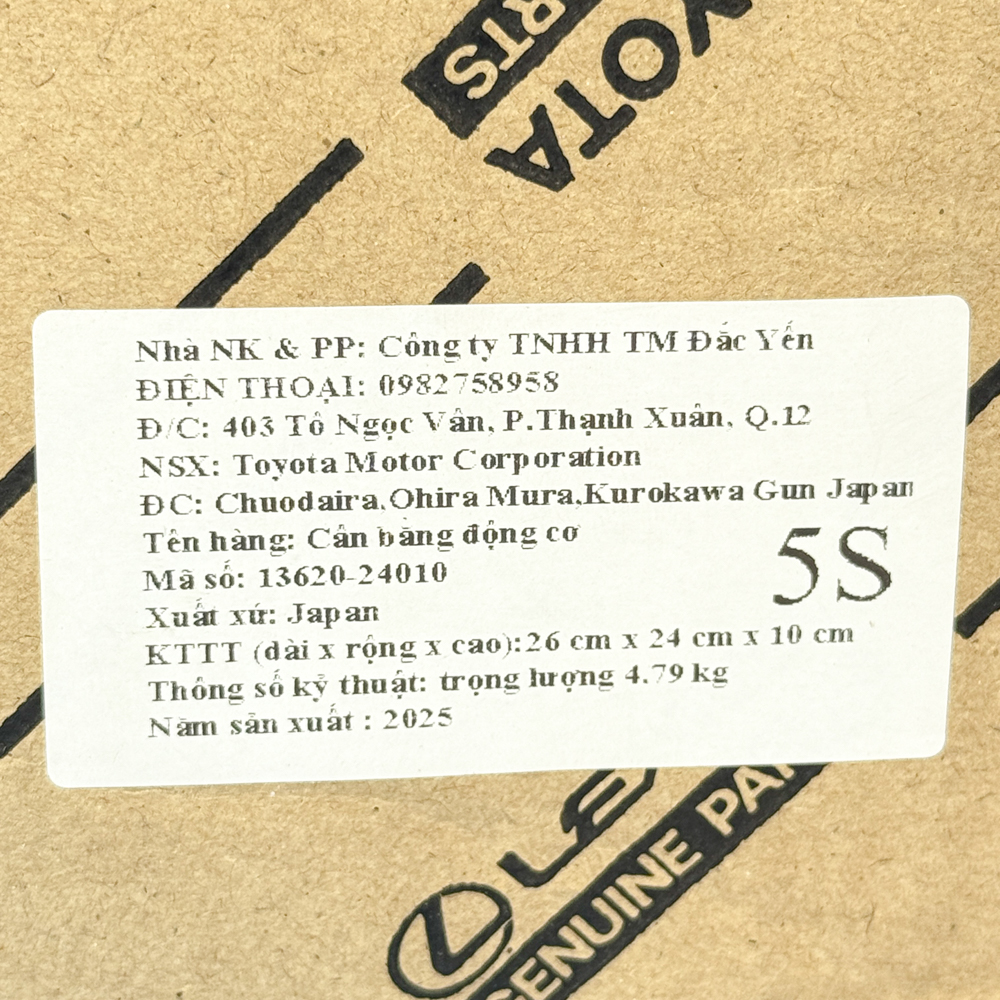 PARTS
TOYOTA
Nhà NK & PP: Công ty TNHH TM Đắc Yến
ĐIỆN THOẠI: 0982758958
Đ/C: 403 Tô Ngọc Vân, P.Thạnh Xuân, Q.12
NSX: Toyota Motor Corporation
ĐC: Chuodaira,Ohira Mura,Kurokawa Gun Japan
Tên hàng: Cân bằng động cơ
Mã số: 13620-24010
5S
Xuất xứ: Japan
KTTT (dài x rộng x cao):26 cm x 24 cm x 10 cm
Thông số kỹ thuật: trọng lượng 4.79 kg
Năm sản xuất : 2025
LE
GENUINE PA